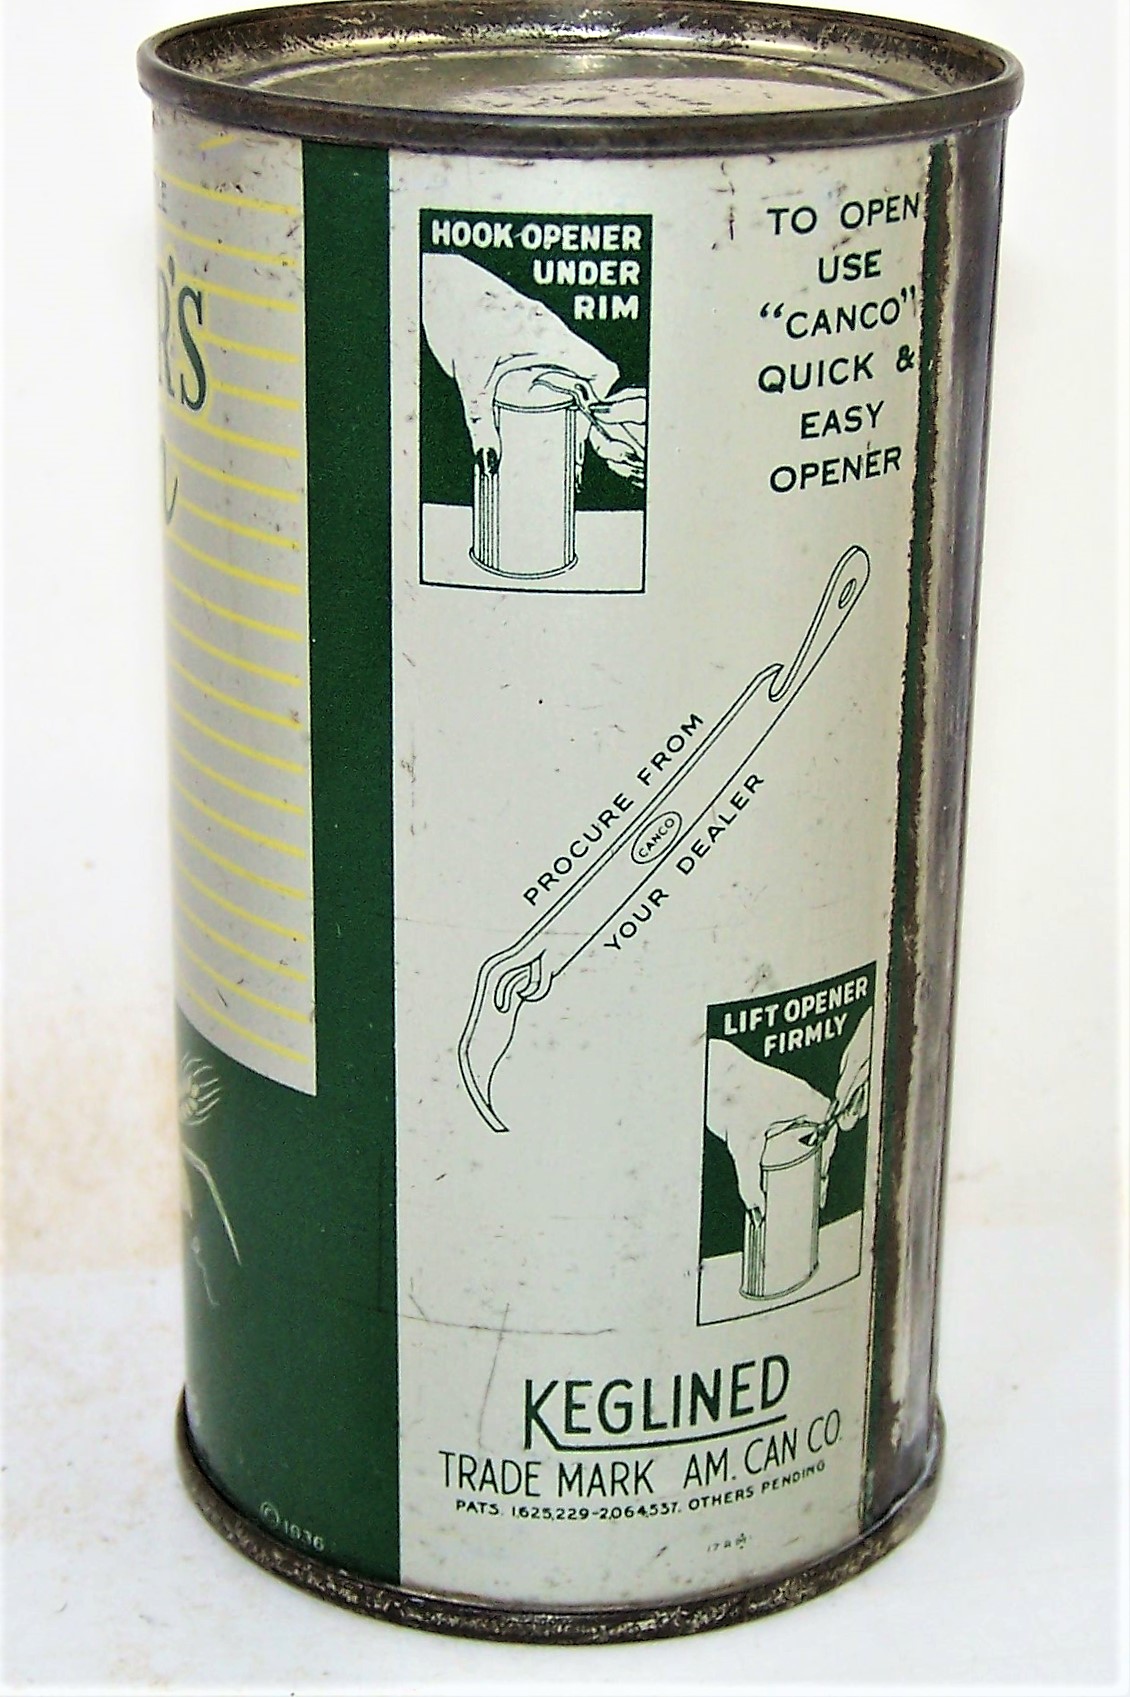 R'S
HOOK OPENER
UNDER
RIM
TO OPEN
USE
"CANCO"
QUICK &
EASY
OPENER
PROCURE FROM
CANCO
YOUR DEALER
LIFT OPENER
FIRMLY
KEGLINED
TRADE MARK AM. CAN CO.
PATS. 1,625,229-2,064,537. OTHERS PENDING
© 1936